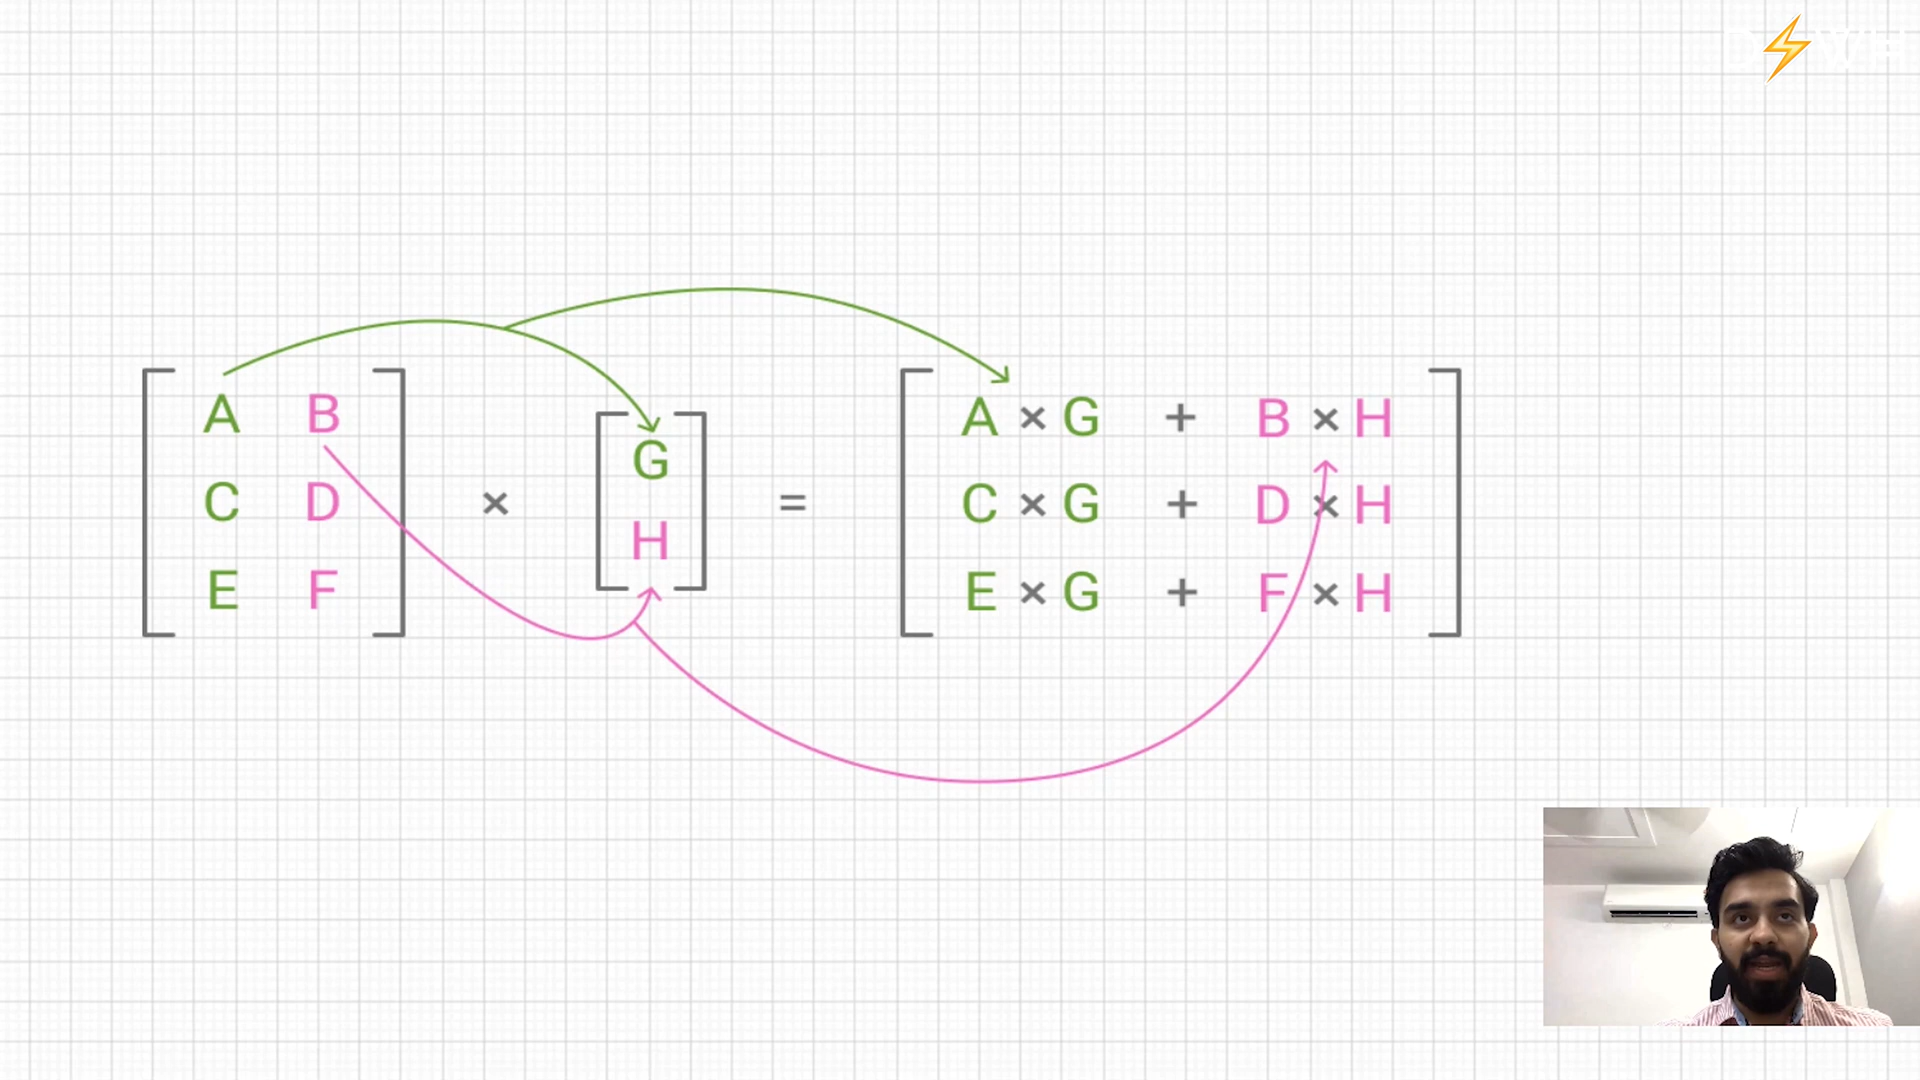 A B
C D
E F
×
G
H
=
A × G + B × H
C × G + D × H
E × G + F × H